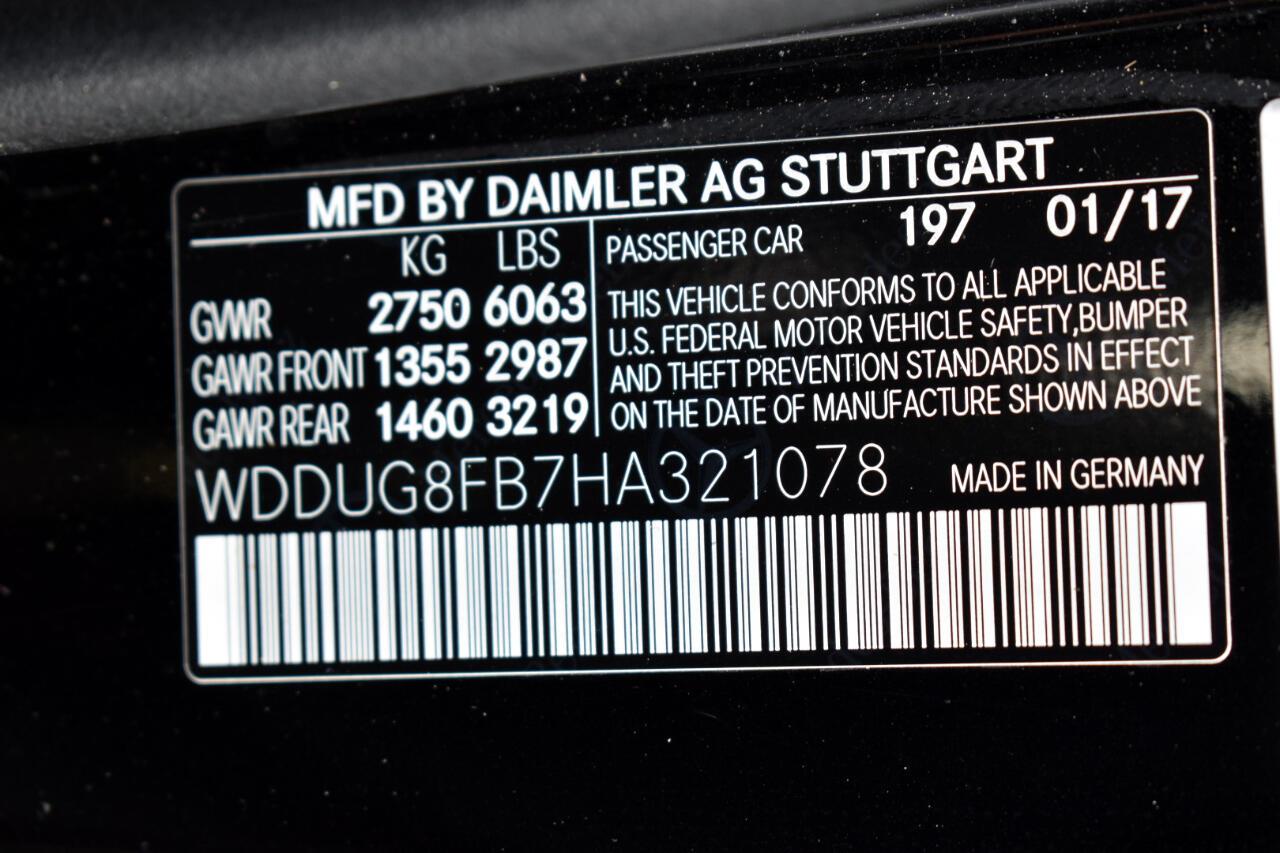 MFD BY DAIMLER AG STUTTGART
KG LBS
GVWR 2750 6063
GAWR FRONT 1355 2987
GAWR REAR 1460 3219
PASSENGER CAR 197 01/17
THIS VEHICLE CONFORMS TO ALL APPLICABLE
U.S. FEDERAL MOTOR VEHICLE SAFETY,BUMPER
AND THEFT PREVENTION STANDARDS IN EFFECT
ON THE DATE OF MANUFACTURE SHOWN ABOVE
WDDUG8FB7HA321078 MADE IN GERMANY